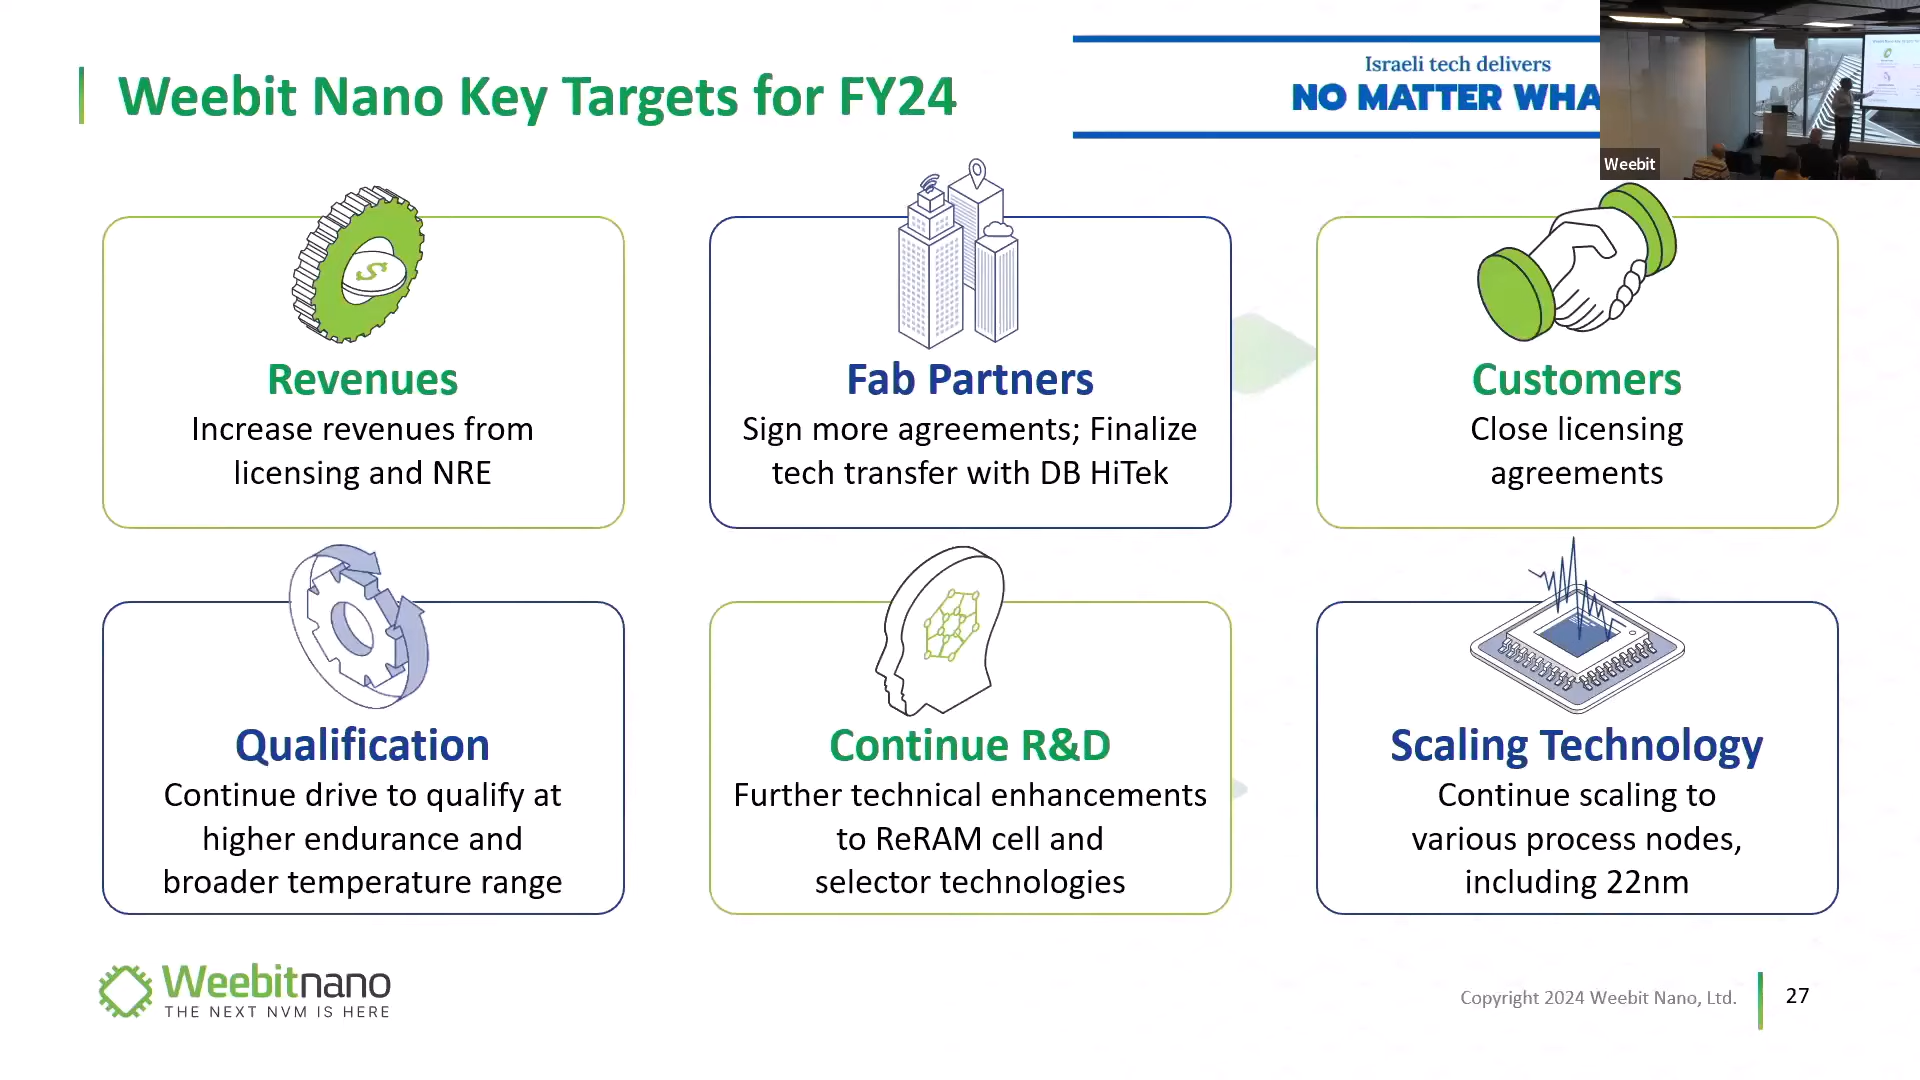 Weebit Nano Key Targets for FY24
Israeli tech delivers
NO MATTER WHA
Weebit
Revenues
Increase revenues from
licensing and NRE
Fab Partners
Sign more agreements; Finalize
tech transfer with DB HiTek
Customers
Close licensing
agreements
Qualification
Continue drive to qualify at
higher endurance and
broader temperature range
Continue R&D
Further technical enhancements
to ReRAM cell and
selector technologies
Scaling Technology
Continue scaling to
various process nodes,
including 22nm
Weebitnano
THE NEXT NVM IS HERE
Copyright 2024 Weebit Nano, Ltd.
27